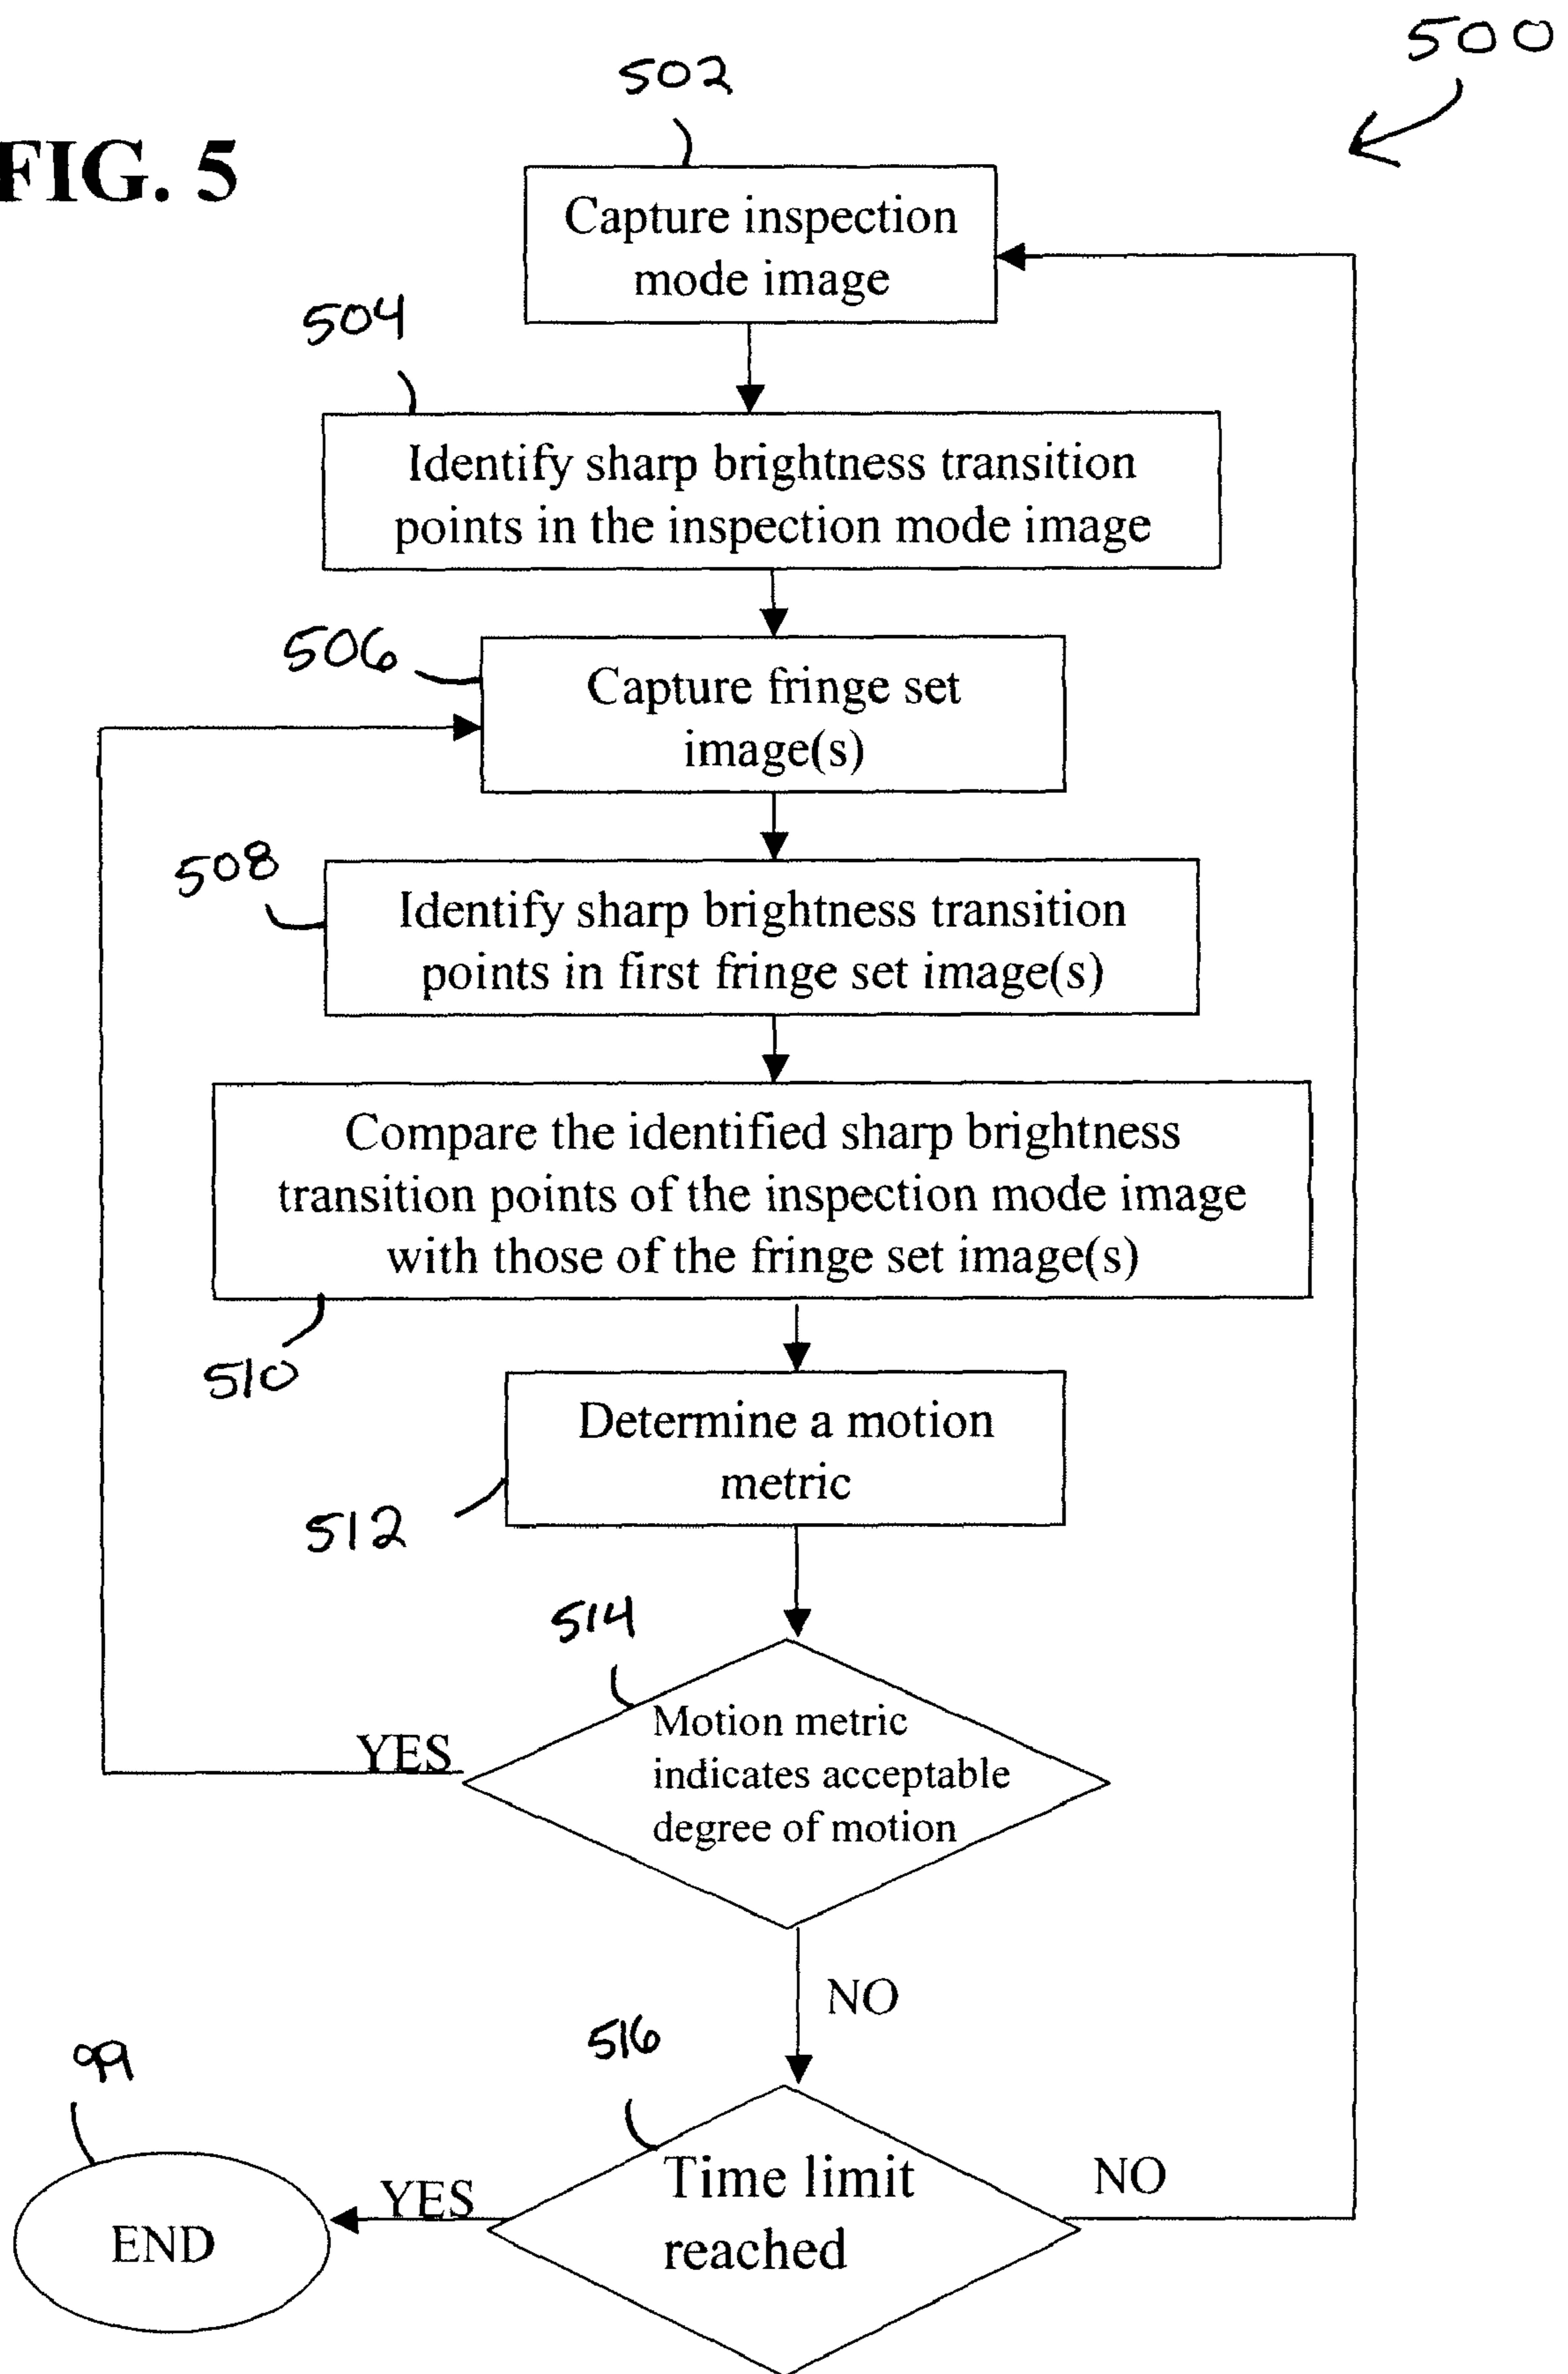 500
502
FIG. 5
Capture inspection
mode image
504
Identify sharp brightness transition
points in the inspection mode image
506
Capture fringe set
image(s)
508
Identify sharp brightness transition
points in first fringe set image(s)
Compare the identified sharp brightness
transition points of the inspection mode image
with those of the fringe set image(s)
510
Determine a motion
metric
512
514
Motion metric
indicates acceptable
degree of motion
YES
NO
516
99
Time limit
reached
NO
YES
END